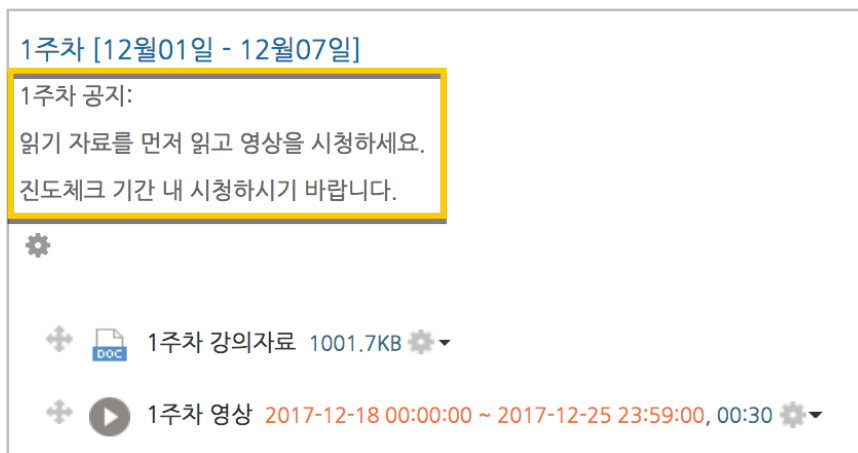 1주차 [12월01일 - 12월07일]
1주차 공지:
읽기 자료를 먼저 읽고 영상을 시청하세요.
진도체크 기간 내 시청하시기 바랍니다.
DOC 1주차 강의자료 1001.7KB
1주차 영상 2017-12-18 00:00:00 ~ 2017-12-25 23:59:00, 00:30